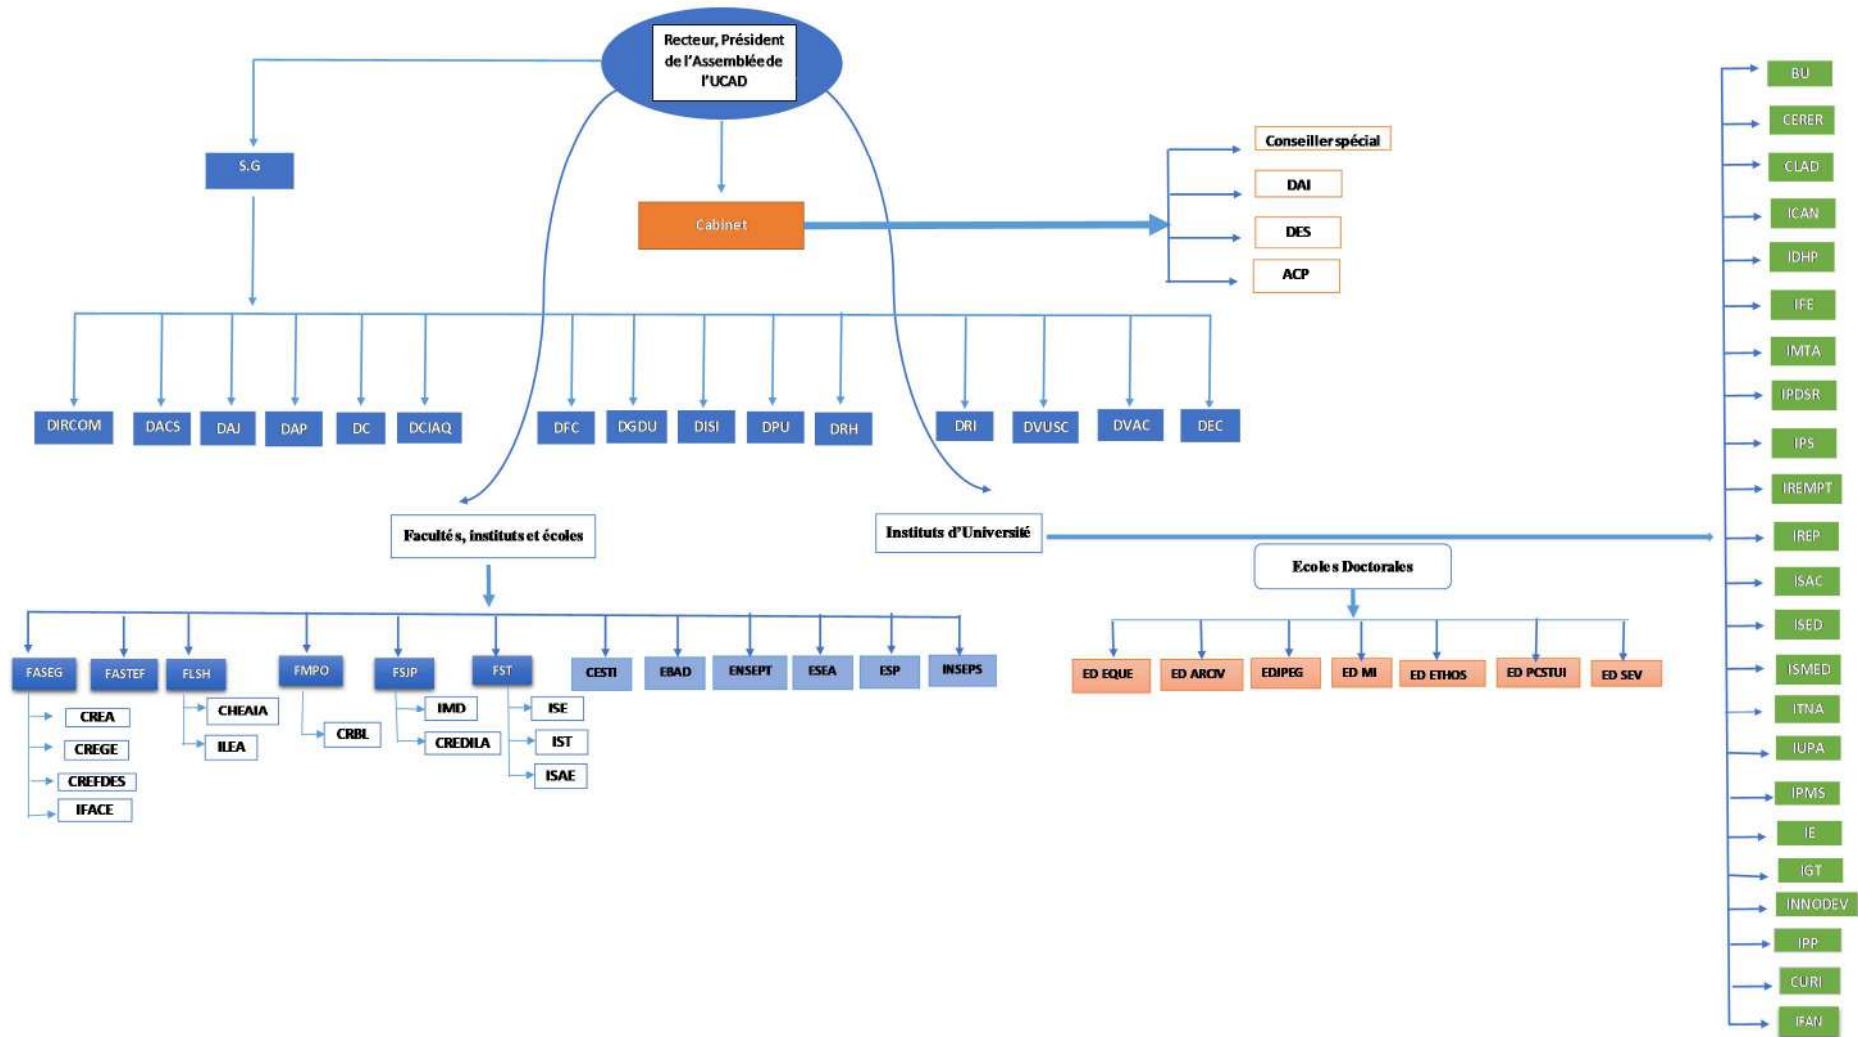 Recteur, Président
de l'Assemblée de
l'UCAD
S.G
Cabinet
Conseiller spécial
DAI
DES
ACP
DIRCOM
DACS
DAJ
DAP
DC
DCIAQ
DFC
DGDU
DISI
DPU
DRH
DRI
DVUSC
DVAC
DEC
Facultés, instituts et écoles
Instituts d'Université
Ecoles Doctorales
FASEG
FASTEF
FLSH
FMPO
FSJP
FST
CESTI
EBAD
ENSEPT
ESEA
ESP
INSEPS
CREA
CREGE
CREFDES
IFACE
CHEAIA
ILEA
CRBL
IMD
CREDILA
ISE
IST
ISAE
ED EQUE
ED ARCIV
EDJPEG
ED MI
ED ETHOS
ED PCSTUI
ED SEV
BU
CERER
CLAD
ICAN
IDHP
IFE
IMTA
IPDSR
IPS
IREMPT
IREP
ISAC
ISED
ISMED
ITNA
IUPA
IPMS
IE
IGT
INNODEV
IPP
CURI
IFAN